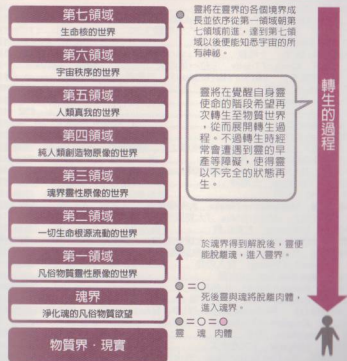 第七領域
生命核的世界
第六領域
宇宙秩序的世界
第五領域
人類真我的世界
第四領域
純人類創造物原像的世界
第三領域
魂界靈性原像的世界
第二領域
一切生命根源流動的世界
第一領域
凡俗物質靈性原像的世界
魂界
淨化魂的凡俗物質欲望
物質界·現實
靈將在靈界的各個境界成
長並依序從第一領域朝第
七領域前進,達到第七領
域以後便能知悉宇宙的所
有神祕。
靈將在覺醒自身靈
使命的階段希望再
次轉生至物質世界
,從而展開轉生過
程。不過轉生時經
常會遭遇到靈的早
產等障礙,使得靈
以不完全的狀態再
生。
於魂界得到解脫後,靈便
能脫離魂,進入靈界。
死後靈與魂將脫離肉體,
進入魂界。
靈 魂 肉體
轉生的過程